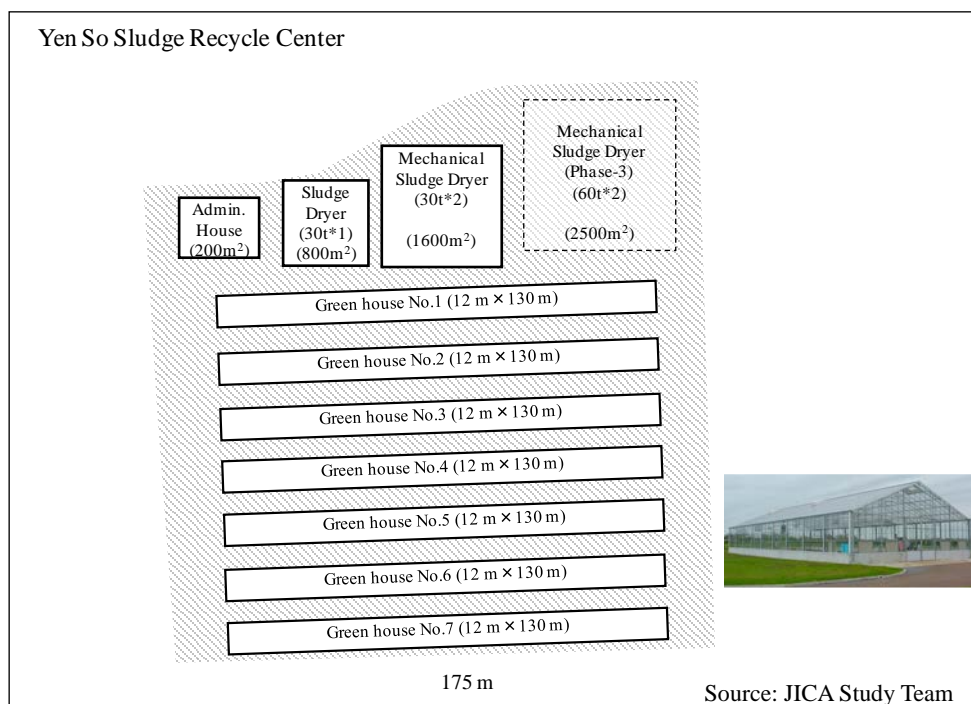 Yen So Sludge Recycle Center
Mechanical
Sludge Dryer
(Phase-3)
(60t*2)
(2500m²)
Mechanical
Sludge Dryer
(30t*2)
(1600m²)
Sludge
Dryer
(30t*1)
(800m²)
Admin.
House
(200m²)
Green house No.1 (12 m × 130 m)
Green house No.2 (12 m × 130 m)
Green house No.3 (12 m × 130 m)
Green house No.4 (12 m × 130 m)
Green house No.5 (12 m × 130 m)
Green house No.6 (12 m × 130 m)
Green house No.7 (12 m × 130 m)
175 m
Source: JICA Study Team